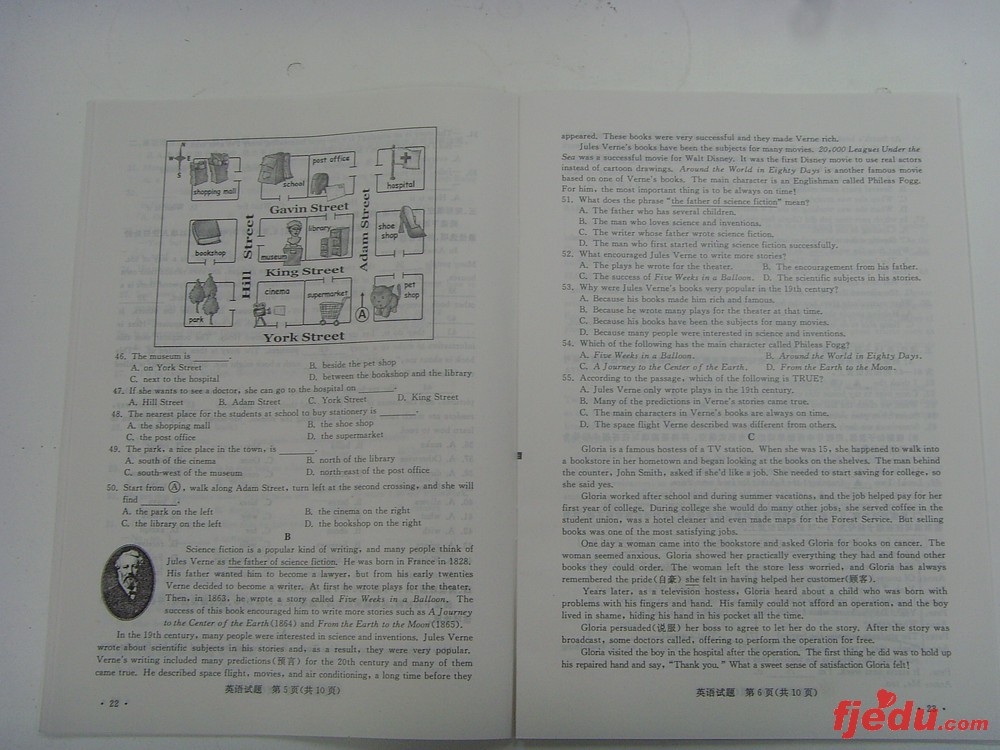 N
W E
S
shopping mall
school
post office
hospital
Gavin Street
Hill Street
Adam Street
bookshop
museum
library
shoe shop
King Street
park
cinema
supermarket
A
pet shop
York Street
46. The museum is ______.
A. on York Street B. beside the pet shop
C. next to the hospital D. between the bookshop and the library
47. If she wants to see a doctor, she can go to the hospital on ______.
A. Hill Street B. Adam Street C. York Street D. King Street
48. The nearest place for the students at school to buy stationery is ______.
A. the shopping mall B. the shoe shop
C. the post office D. the supermarket
49. The park, a nice place in the town, is ______.
A. south of the cinema B. north of the library
C. south-west of the museum D. north-east of the post office
50. Start from Ⓐ, walk along Adam Street, turn left at the second crossing, and she will
find ______.
A. the park on the left B. the cinema on the right
C. the library on the left D. the bookshop on the right
B
Science fiction is a popular kind of writing, and many people think of
Jules Verne as the father of science fiction. He was born in France in 1828.
His father wanted him to become a lawyer, but from his early twenties
Verne decided to become a writer. At first he wrote plays for the theater.
Then, in 1863, he wrote a story called Five Weeks in a Balloon. The
success of this book encouraged him to write more stories such as A Journey
to the Center of the Earth(1864) and From the Earth to the Moon(1865).
In the 19th century, many people were interested in science and inventions. Jules Verne
wrote about scientific subjects in his stories and, as a result, they were very popular.
Verne's writing included many predictions(预言) for the 20th century and many of them
came true. He described space flight, movies, and air conditioning, a long time before they
英语试题 第5页(共10页)
· 22 ·
appeared. These books were very successful and they made Verne rich.
Jules Verne's books have been the subjects for many movies. 20,000 Leagues Under the
Sea was a successful movie for Walt Disney. It was the first Disney movie to use real actors
instead of cartoon drawings. Around the World in Eighty Days is another famous movie
based on one of Verne's books. The main character is an Englishman called Phileas Fogg.
For him, the most important thing is to be always on time!
51. What does the phrase "the father of science fiction" mean?
A. The father who has several children.
B. The man who loves science and inventions.
C. The writer whose father wrote science fiction.
D. The man who first started writing science fiction successfully.
52. What encouraged Jules Verne to write more stories?
A. The plays he wrote for the theater. B. The encouragement from his father.
C. The success of Five Weeks in a Balloon. D. The scientific subjects in his stories.
53. Why were Jules Verne's books very popular in the 19th century?
A. Because his books made him rich and famous.
B. Because he wrote many plays for the theater at that time.
C. Because his books have been the subjects for many movies.
D. Because many people were interested in science and inventions.
54. Which of the following has the main character called Phileas Fogg?
A. Five Weeks in a Balloon. B. Around the World in Eighty Days.
C. A Journey to the Center of the Earth. D. From the Earth to the Moon.
55. According to the passage, which of the following is TRUE?
A. Jules Verne only wrote plays in the 19th century.
B. Many of the predictions in Verne's stories came true.
C. The main characters in Verne's books are always on time.
D. The space flight Verne described was different from others.
C
Gloria is a famous hostess of a TV station. When she was 15, she happened to walk into
a bookstore in her hometown and began looking at the books on the shelves. The man behind
the counter, John Smith, asked if she'd like a job. She needed to start saving for college, so
she said yes.
Gloria worked after school and during summer vacations, and the job helped pay for her
first year of college. During college she would do many other jobs; she served coffee in the
student union, was a hotel cleaner and even made maps for the Forest Service. But selling
books was one of the most satisfying jobs.
One day a woman came into the bookstore and asked Gloria for books on cancer. The
woman seemed anxious. Gloria showed her practically everything they had and found other
books they could order. The woman left the store less worried, and Gloria has always
remembered the pride(自豪) she felt in having helped her customer(顾客).
Years later, as a television hostess, Gloria heard about a child who was born with
problems with his fingers and hand. His family could not afford an operation, and the boy
lived in shame, hiding his hand in his pocket all the time.
Gloria persuaded(说服) her boss to agree to let her do the story. After the story was
broadcast, some doctors called, offering to perform the operation for free.
Gloria visited the boy in the hospital after the operation. The first thing he did was to hold up
his repaired hand and say, "Thank you." What a sweet sense of satisfaction Gloria felt!
英语试题 第6页(共10页)
· 23 ·
fjedu.com